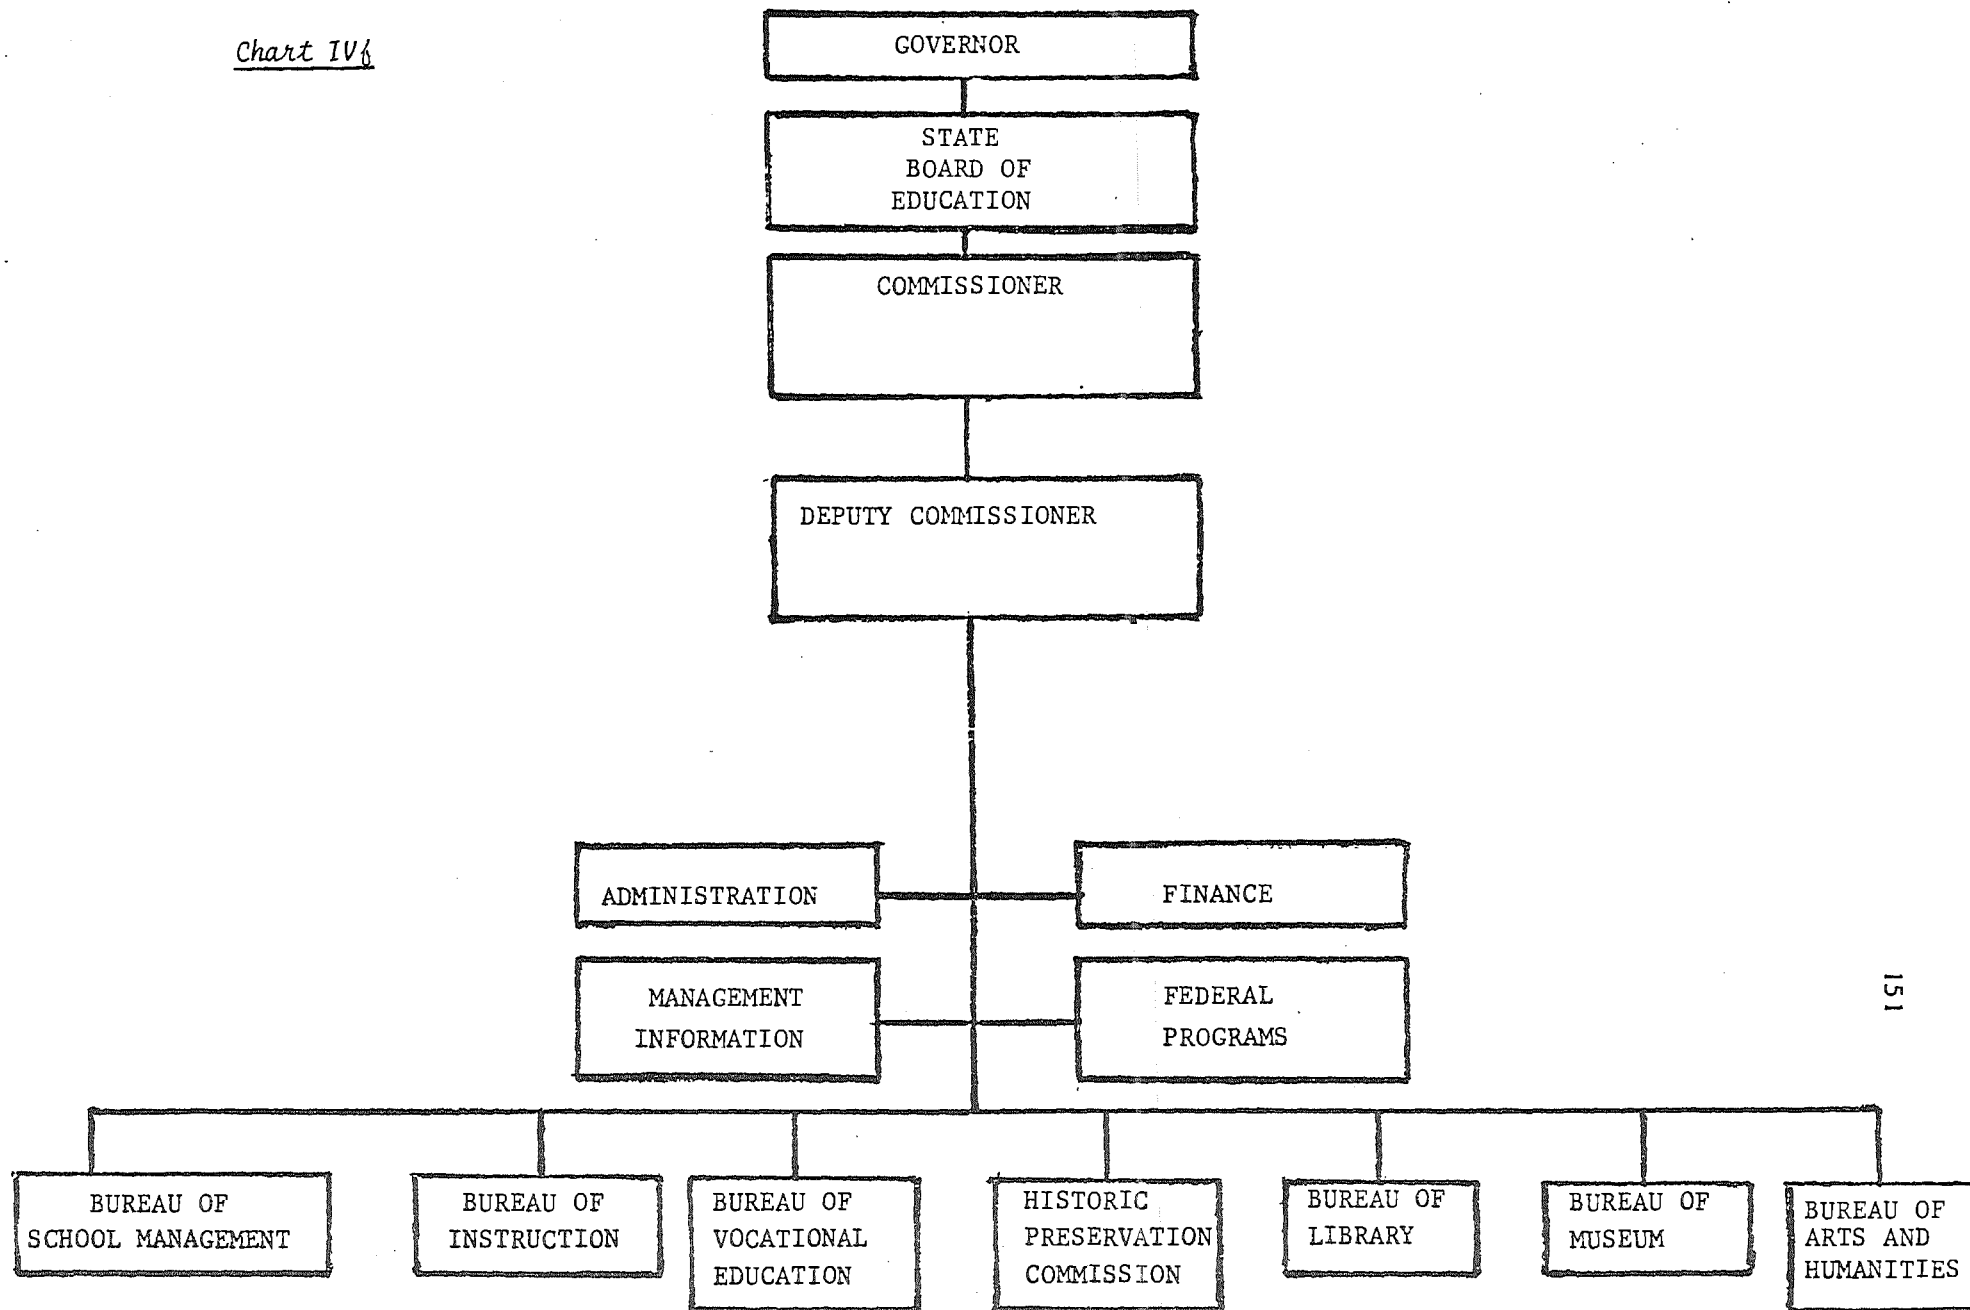 Chart IVf
GOVERNOR
STATE
BOARD OF
EDUCATION
COMMISSIONER
DEPUTY COMMISSIONER
ADMINISTRATION
FINANCE
MANAGEMENT
INFORMATION
FEDERAL
PROGRAMS
151
BUREAU OF
SCHOOL MANAGEMENT
BUREAU OF
INSTRUCTION
BUREAU OF
VOCATIONAL
EDUCATION
HISTORIC
PRESERVATION
COMMISSION
BUREAU OF
LIBRARY
BUREAU OF
MUSEUM
BUREAU OF
ARTS AND
HUMANITIES